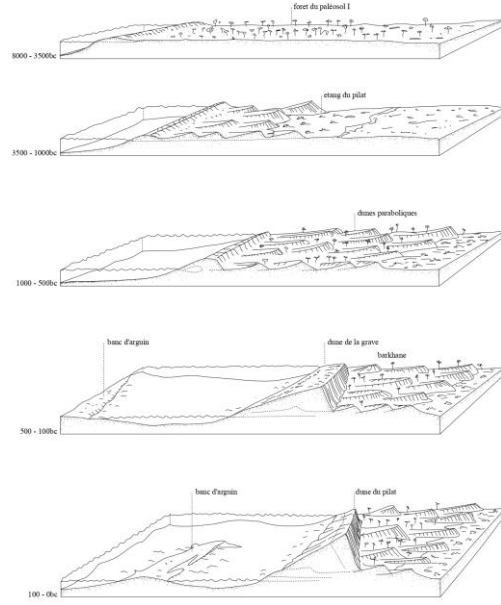 foret du paléosol I
8000 - 3500bc
etang du pilat
3500 - 1000bc
dunes paraboliques
1000 - 500bc
banc d'arguin
dune de la grave
barkhane
500 - 100bc
banc d'arguin
dune du pilat
100 - 0bc